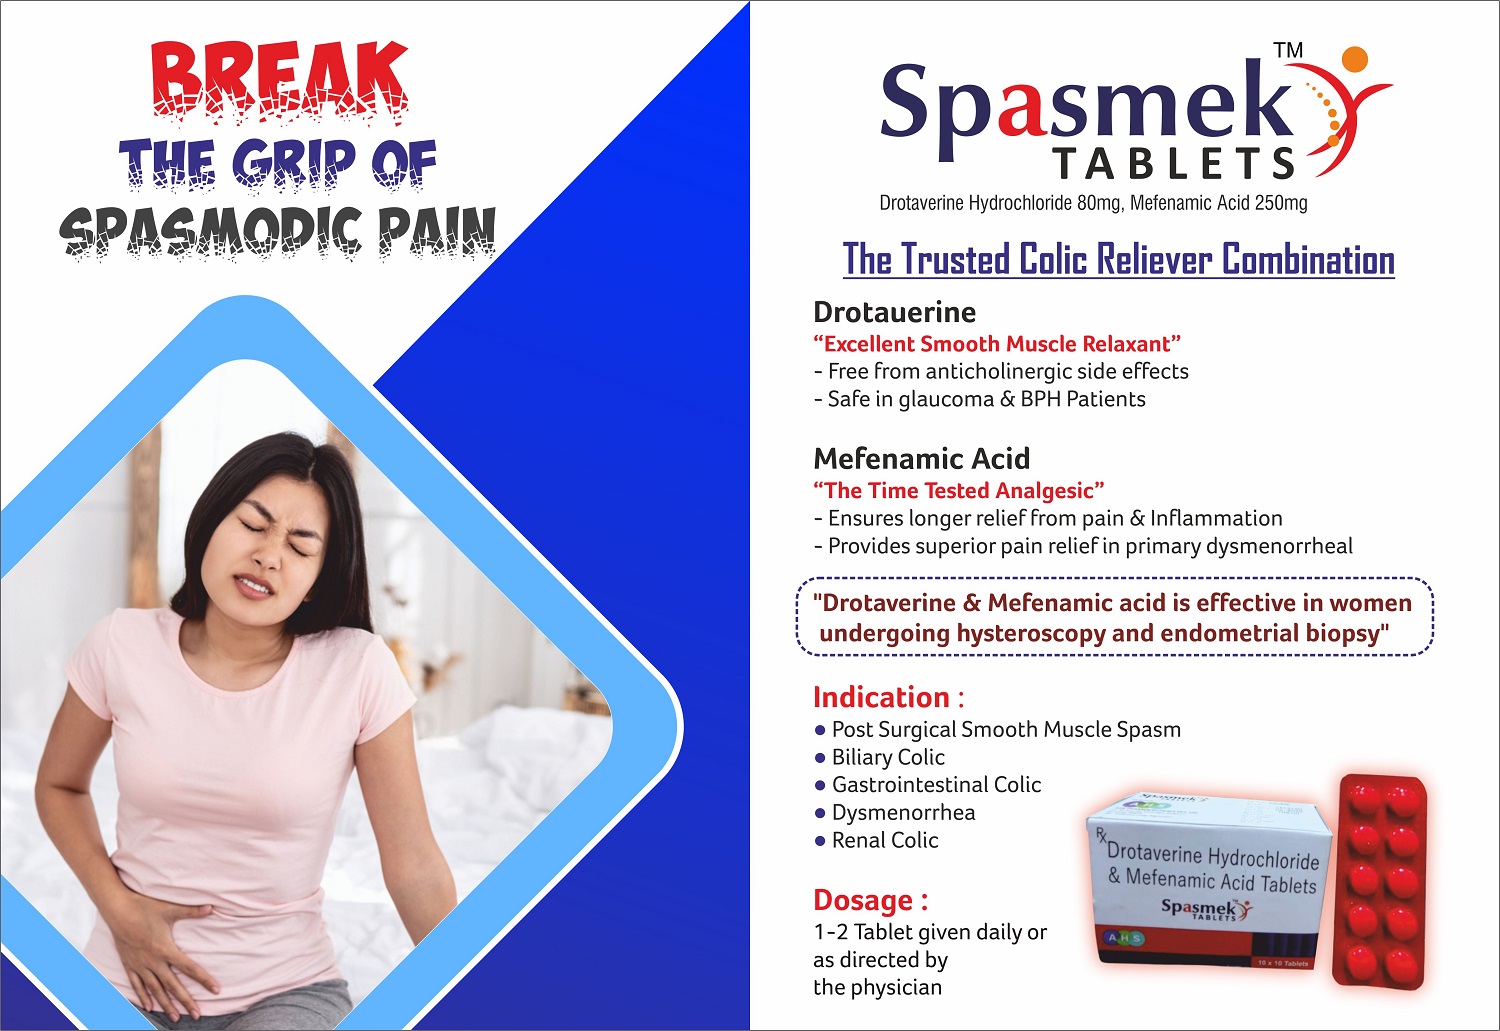 BREAK
THE GRIP OF
SPASMODIC PAIN
TM
Spasmek
TABLETS
Drotaverine Hydrochloride 80mg, Mefenamic Acid 250mg
The Trusted Colic Reliever Combination
Drotauerine
“Excellent Smooth Muscle Relaxant”
- Free from anticholinergic side effects
- Safe in glaucoma & BPH Patients
Mefenamic Acid
“The Time Tested Analgesic”
- Ensures longer relief from pain & Inflammation
- Provides superior pain relief in primary dysmenorrheal
"Drotaverine & Mefenamic acid is effective in women
undergoing hysteroscopy and endometrial biopsy"
Indication :
● Post Surgical Smooth Muscle Spasm
● Biliary Colic
● Gastrointestinal Colic
● Dysmenorrhea
● Renal Colic
Dosage :
1-2 Tablet given daily or
as directed by
the physician
Spasmek
AHS
Rx
Drotaverine Hydrochloride
& Mefenamic Acid Tablets
Spasmek
TABLETS
AHS
10 x 10 Tablets